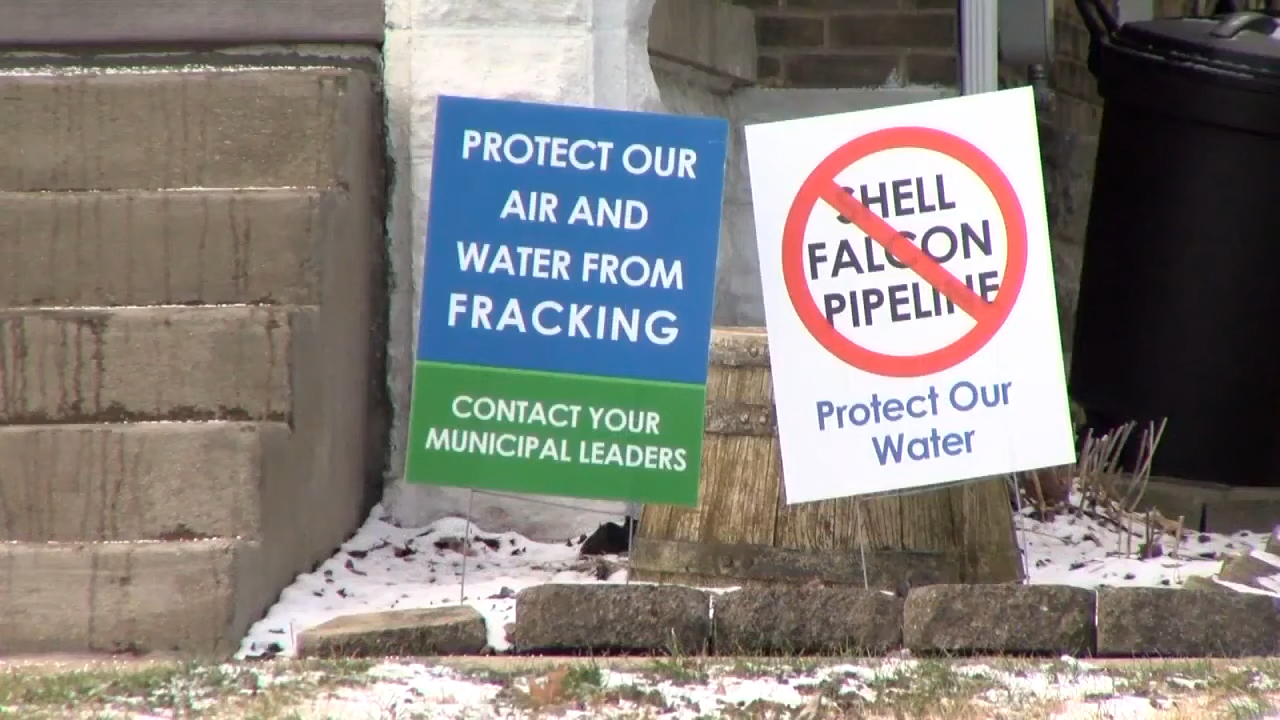 PROTECT OUR
AIR AND
WATER FROM
FRACKING
CONTACT YOUR
MUNICIPAL LEADERS
SHELL
FALCON
PIPELINE
Protect Our
Water